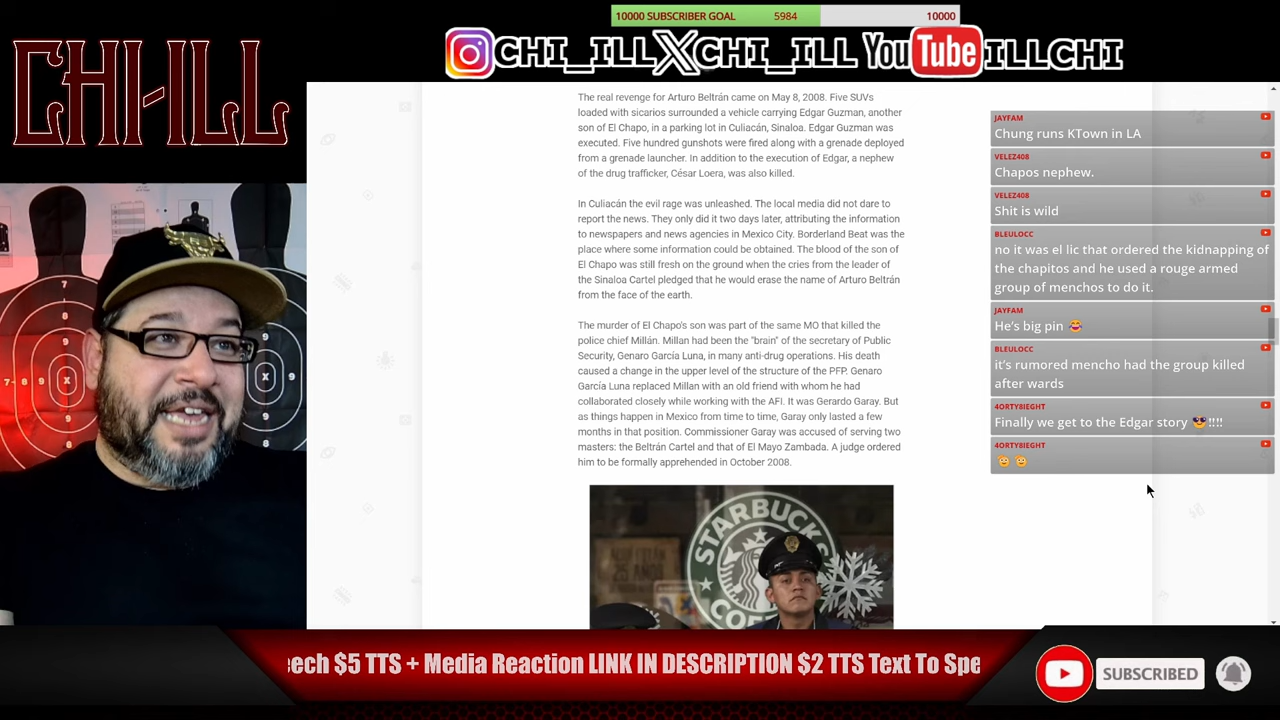 10000 SUBSCRIBER GOAL 5984 10000
CHI-ILL
CHI_ILL CHI_ILL YouTube ILLCHI
The real revenge for Arturo Beltrán came on May 8, 2008. Five SUVs
loaded with sicarios surrounded a vehicle carrying Edgar Guzman, another
son of El Chapo, in a parking lot in Culiacán, Sinaloa. Edgar Guzman was
executed. Five hundred gunshots were fired along with a grenade deployed
from a grenade launcher. In addition to the execution of Edgar, a nephew
of the drug trafficker, César Loera, was also killed.
In Culiacán the evil rage was unleashed. The local media did not dare to
report the news. They only did it two days later, attributing the information
to newspapers and news agencies in Mexico City. Borderland Beat was the
place where some information could be obtained. The blood of the son of
El Chapo was still fresh on the ground when the cries from the leader of
the Sinaloa Cartel pledged that he would erase the name of Arturo Beltrán
from the face of the earth.
The murder of El Chapo's son was part of the same MO that killed the
police chief Millán. Millan had been the "brain" of the secretary of Public
Security, Genaro García Luna, in many anti-drug operations. His death
caused a change in the upper level of the structure of the PFP. Genaro
García Luna replaced Millan with an old friend with whom he had
collaborated closely while working with the AFI. It was Gerardo Garay. But
as things happen in Mexico from time to time, Garay only lasted a few
months in that position. Commissioner Garay was accused of serving two
masters: the Beltrán Cartel and that of El Mayo Zambada. A judge ordered
him to be formally apprehended in October 2008.
STARBUCKS
JAYFAM
Chung runs KTown in LA
VELEZ408
Chapos nephew.
VELEZ408
Shit is wild
BLEULOCC
no it was el lic that ordered the kidnapping of
the chapitos and he used a rouge armed
group of menchos to do it.
JAYFAM
He's big pin 😂
BLEULOCC
it's rumored mencho had the group killed
after wards
4ORTY8IEGHT
Finally we get to the Edgar story 😎!!!!
4ORTY8IEGHT
7
9
7-8 9 X
9
8
9
X 9
eech $5 TTS + Media Reaction LINK IN DESCRIPTION $2 TTS Text To Spe
SUBSCRIBED